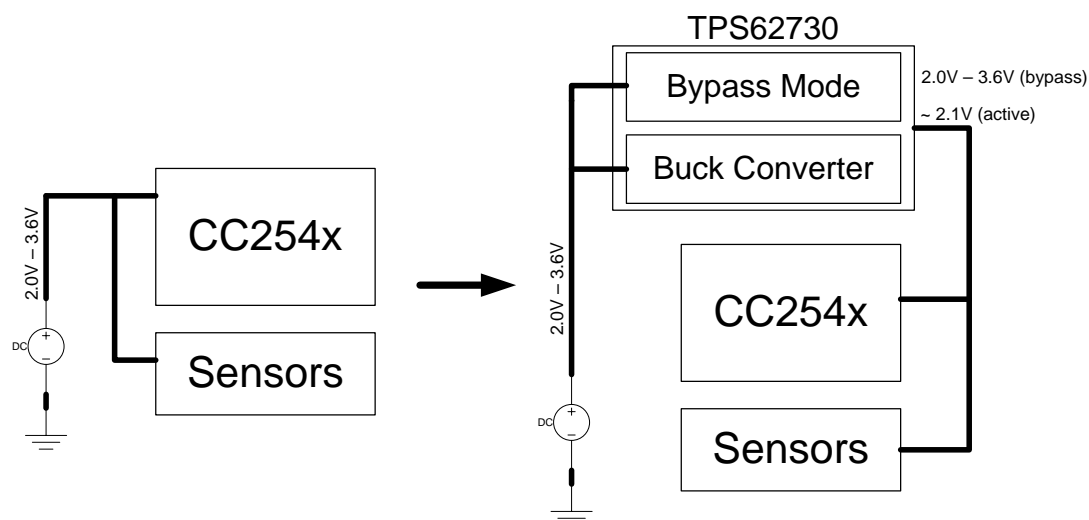 2.0V – 3.6V
CC254x
Sensors
DC
+
–
TPS62730
Bypass Mode
Buck Converter
2.0V – 3.6V (bypass)
~ 2.1V (active)
2.0V – 3.6V
CC254x
Sensors
DC
+
–